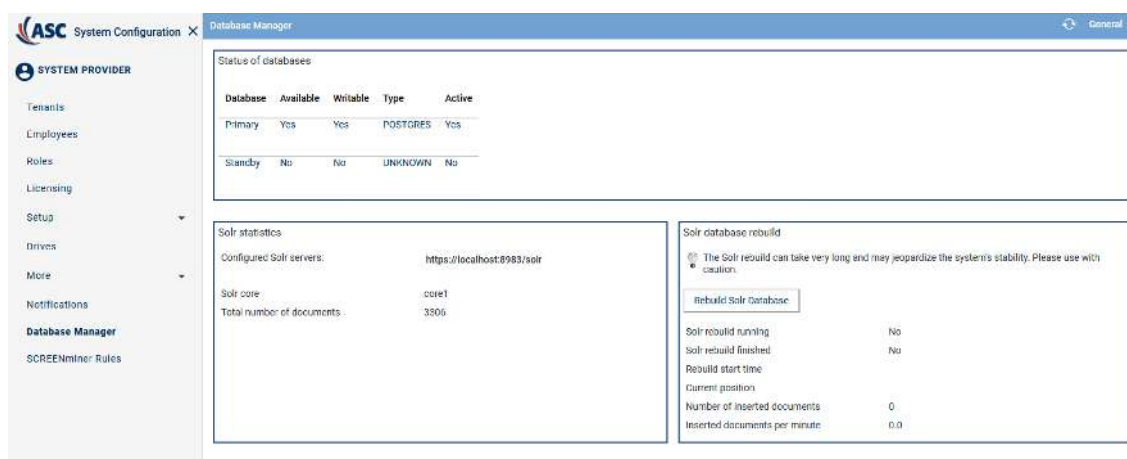 ASC System Configuration
SYSTEM PROVIDER
Tenants
Employees
Roles
Licensing
Setup
Drives
More
Notifications
Database Manager
SCREENminer Rules
Database Manager
General
Status of databases
Database Available Writable Type Active
Primary Yes Yes POSTGRES Yes
Standby No No UNKNOWN No
Solr statistics
Configured Solr servers: https://localhost:8983/solr
Solr core core1
Total number of documents 3306
Solr database rebuild
The Solr rebuild can take very long and may jeopardize the system's stability. Please use with
caution.
Rebuild Solr Database
Solr rebuild running No
Solr rebuild finished No
Rebuild start time
Current position
Number of inserted documents 0
Inserted documents per minute 0.0